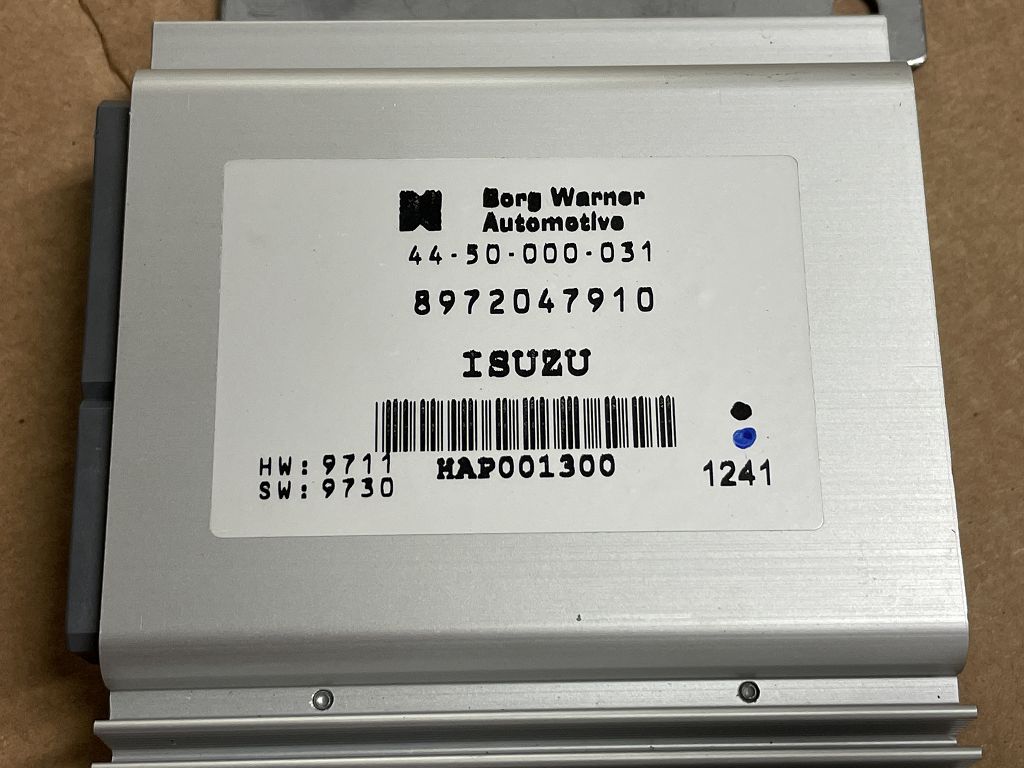 Borg Warner
Automotive
44-50-000-031
8972047910
ISUZU
HW: 9711
SW: 9730
HAP001300
1241